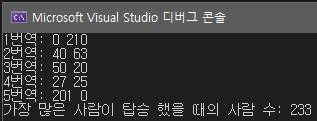 Microsoft Visual Studio 디버그 콘솔
1번역: 0 210
2번역: 40 63
3번역: 50 20
4번역: 27 25
5번역: 201 0
가장 많은 사람이 탑승 했을 때의 사람 수: 233